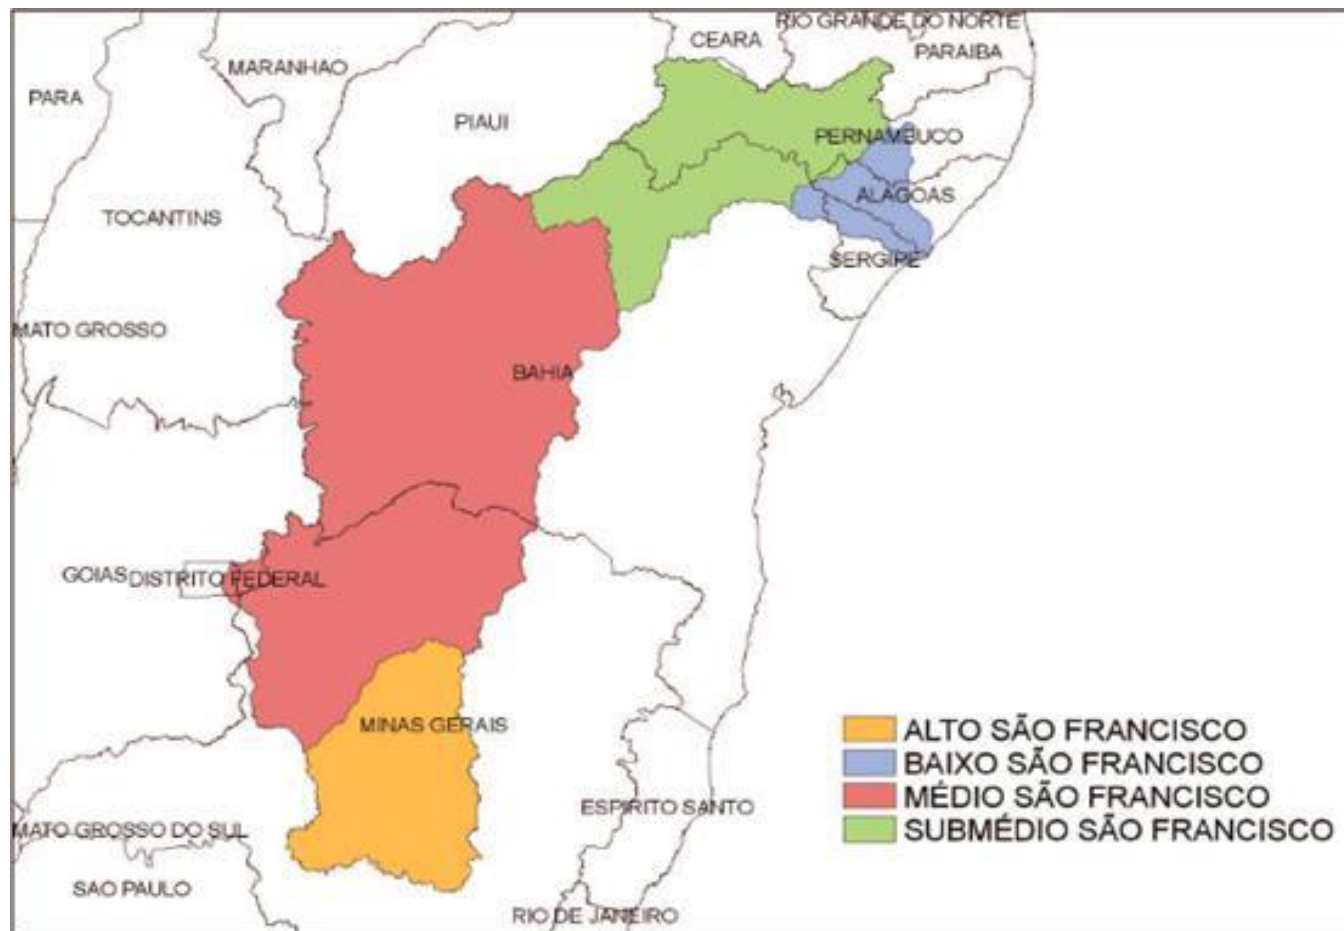 RIO GRANDE DO NORTE
CEARA
PARAIBA
MARANHAO
PARA
PIAUI
PERNAMBUCO
ALAGOAS
TOCANTINS
SERGIPE
MATO GROSSO
BAHIA
GOIAS
DISTRITO FEDERAL
MINAS GERAIS
ALTO SÃO FRANCISCO
BAIXO SÃO FRANCISCO
MÉDIO SÃO FRANCISCO
SUBMÉDIO SÃO FRANCISCO
ESPIRITO SANTO
MATO GROSSO DO SUL
SAO PAULO
RIO DE JANEIRO